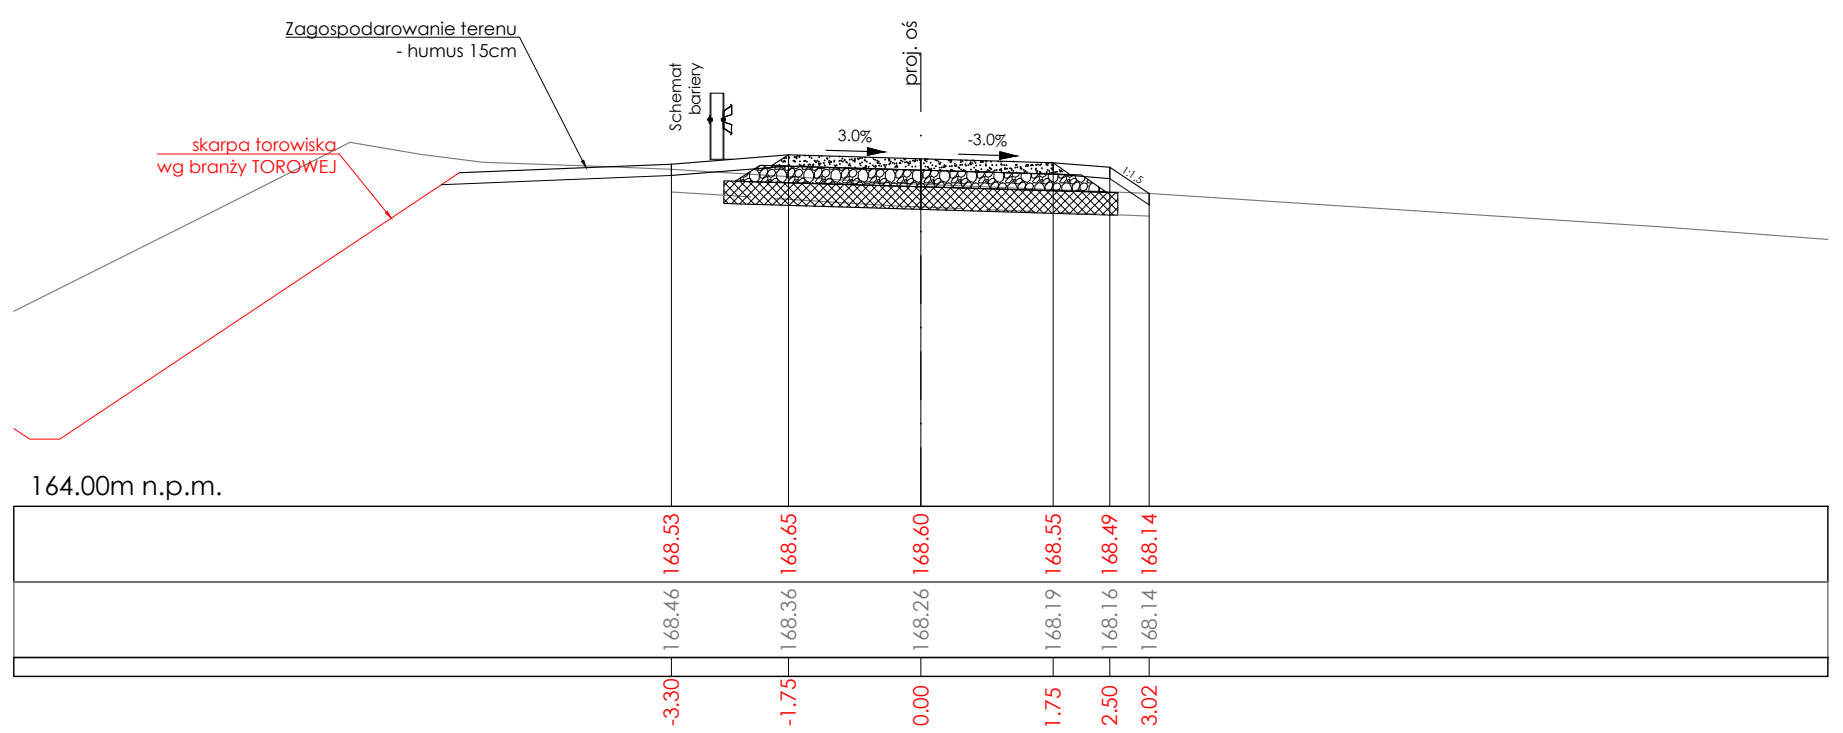 Zagospodarowanie terenu
- humus 15cm
proj. oś
Schemat
bariery
3.0%
-3.0%
skarpa torowiska
wg branży TOROWEJ
1:1.5
164.00m n.p.m.
168.53
168.65
168.60
168.55
168.49
168.14
168.46
168.36
168.26
168.19
168.16
168.14
-3.30
-1.75
0.00
1.75
2.50
3.02